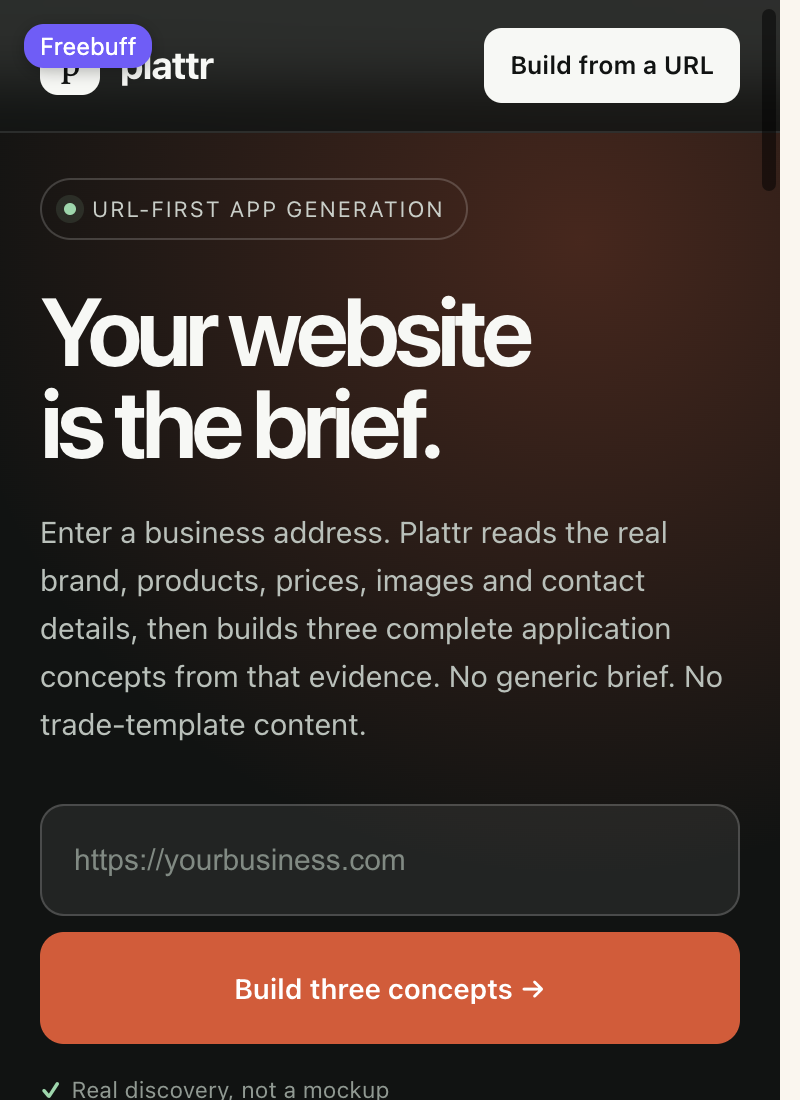 Freebuff
p
plattr
Build from a URL
URL-FIRST APP GENERATION
Your website
is the brief.
Enter a business address. Plattr reads the real
brand, products, prices, images and contact
details, then builds three complete application
concepts from that evidence. No generic brief. No
trade-template content.
https://yourbusiness.com
Build three concepts →
Real discovery, not a mockup